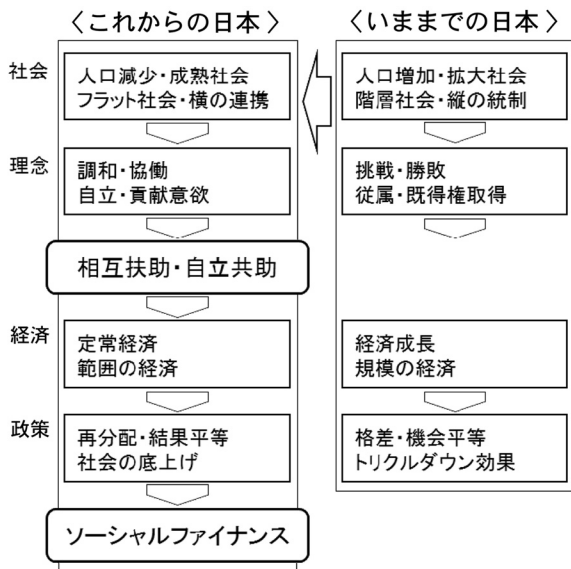 〈これからの日本〉
〈いままでの日本〉
社会
人口減少・成熟社会
フラット社会・横の連携
人口増加・拡大社会
階層社会・縦の統制
理念
調和・協働
自立・貢献意欲
挑戦・勝敗
従属・既得権取得
相互扶助・自立共助
経済
定常経済
範囲の経済
経済成長
規模の経済
政策
再分配・結果平等
社会の底上げ
格差・機会平等
トリクルダウン効果
ソーシャルファイナンス